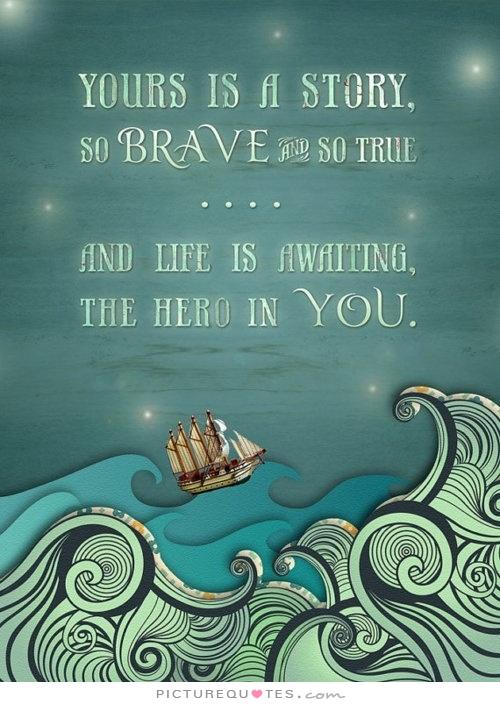 YOURS IS A STORY,
SO BRAVE AND SO TRUE
....
AND LIFE IS AWAITING,
THE HERO IN YOU.
PICTUREQUOTES.com